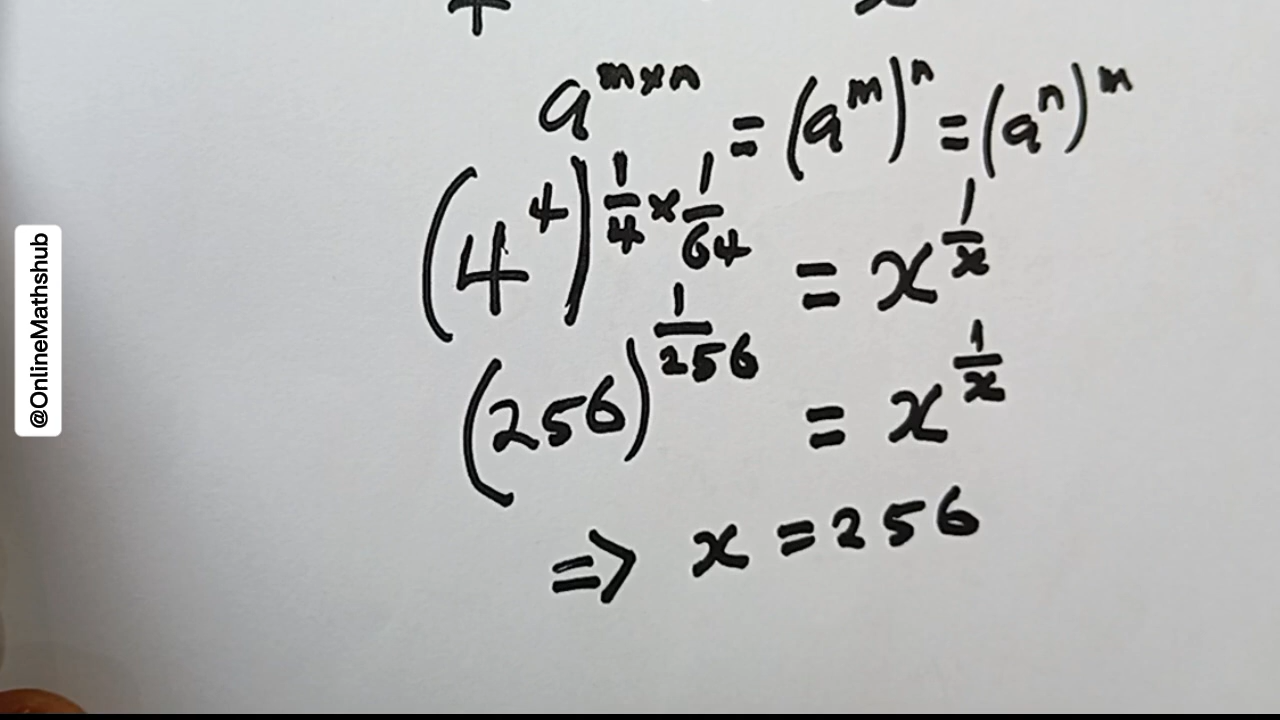 a^{m×n} = (a^m)^n = (a^n)^m
(4^4)^{1/4 × 1/64} = x^{1/x}
(256)^{1/256} = x^{1/x}
=> x = 256
@OnlineMathshub